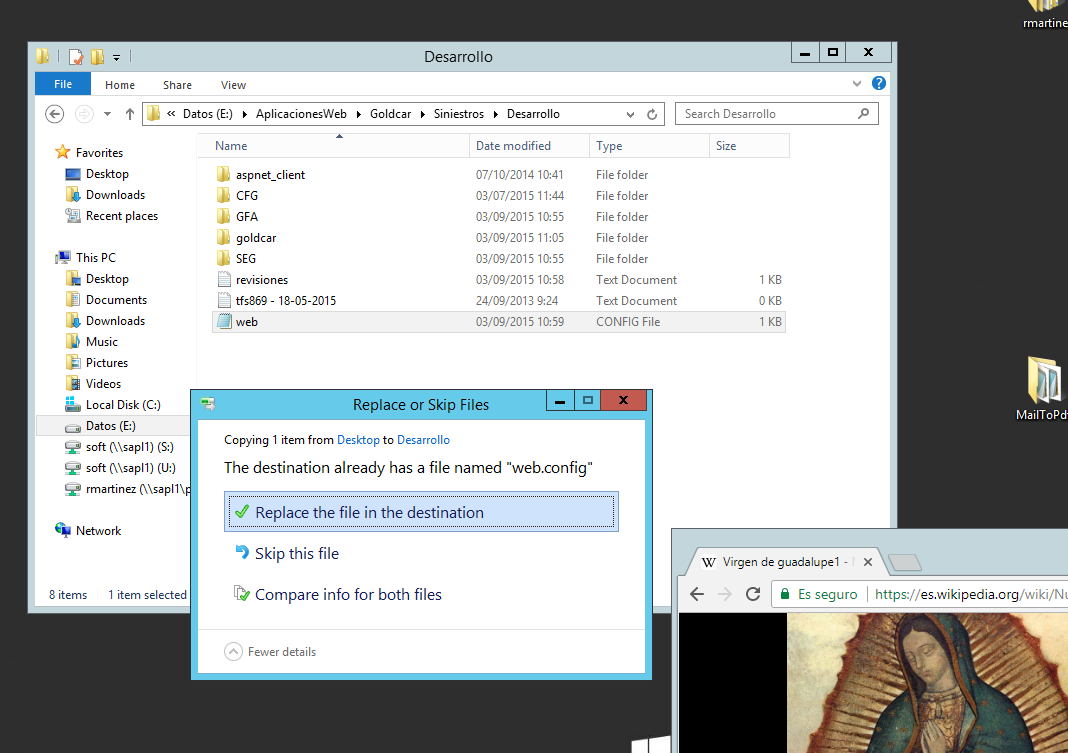 rmartine
Desarrollo
File Home Share View
« Datos (E:) AplicacionesWeb Goldcar Siniestros Desarrollo
Search Desarrollo
Name Date modified Type Size
aspnet_client 07/10/2014 10:41 File folder
CFG 03/07/2015 11:44 File folder
GFA 03/09/2015 10:55 File folder
goldcar 03/09/2015 11:05 File folder
SEG 03/09/2015 10:55 File folder
revisiones 03/09/2015 10:58 Text Document 1 KB
tfs869 - 18-05-2015 24/09/2013 9:24 Text Document 0 KB
web 03/09/2015 10:59 CONFIG File 1 KB
Favorites
Desktop
Downloads
Recent places
This PC
Desktop
Documents
Downloads
Music
Pictures
Videos
Local Disk (C:)
Datos (E:)
soft (\\sapl1) (S:)
soft (\\sapl1) (U:)
rmartinez (\\sapl1\p
Network
8 items 1 item selected
MailToPdf
Replace or Skip Files
Copying 1 item from Desktop to Desarrollo
The destination already has a file named "web.config"
Replace the file in the destination
Skip this file
Compare info for both files
Fewer details
W Virgen de guadalupe1 -
Es seguro https://es.wikipedia.org/wiki/Nu